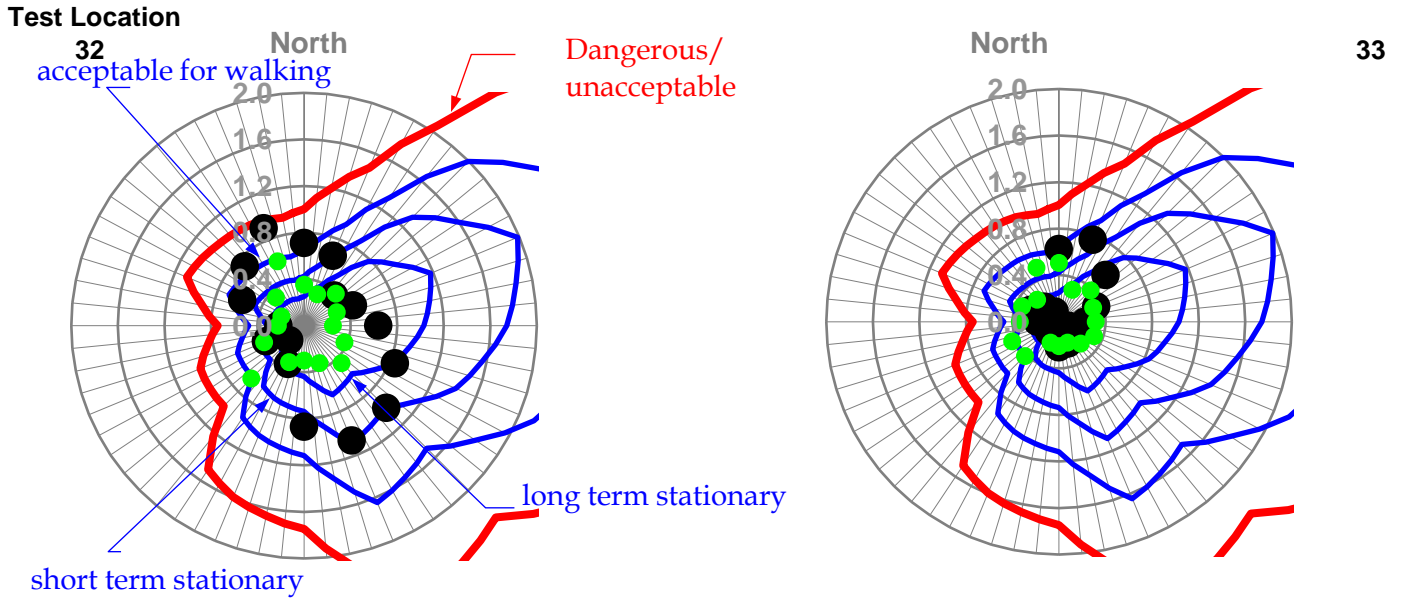 Test Location
32
North
Dangerous/
unacceptable
North
33
acceptable for walking
2.0
1.6
1.2
0.8
0.4
0.0
2.0
1.6
1.2
0.8
0.4
0.0
long term stationary
short term stationary